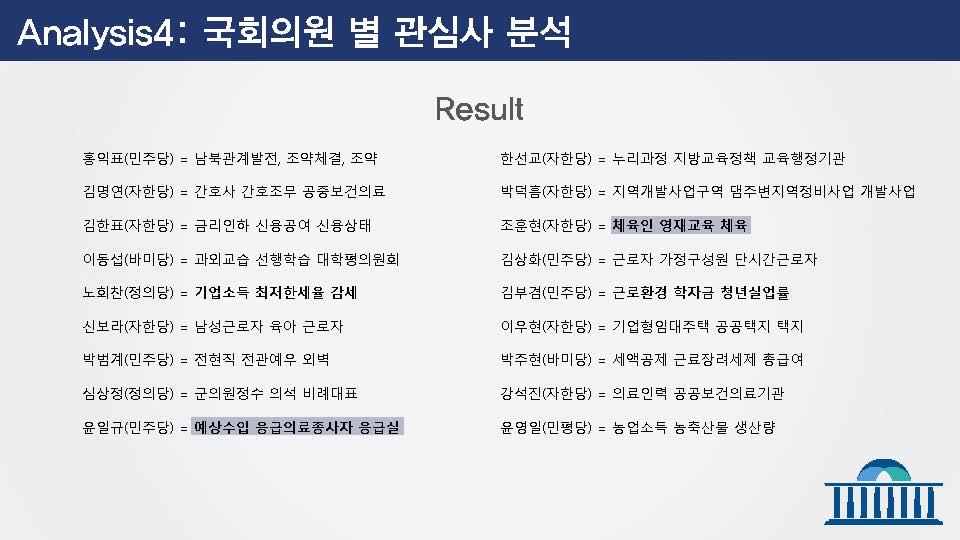 Analysis4: 국회의원 별 관심사 분석
Result
홍익표(민주당) = 남북관계발전, 조약체결, 조약
김명연(자한당) = 간호사 간호조무 공중보건의료
김한표(자한당) = 금리인하 신용공여 신용상태
이동섭(바미당) = 과외교습 선행학습 대학평의원회
노회찬(정의당) = 기업소득 최저한세율 감세
신보라(자한당) = 남성근로자 육아 근로자
박범계(민주당) = 전현직 전관예우 외벽
심상정(정의당) = 군의원정수 의석 비례대표
윤일규(민주당) = 예상수입 응급의료종사자 응급실
한선교(자한당) = 누리과정 지방교육정책 교육행정기관
박덕흠(자한당) = 지역개발사업구역 댐주변지역정비사업 개발사업
조훈현(자한당) = 체육인 영재교육 체육
김상화(민주당) = 근로자 가정구성원 단시간근로자
김부겸(민주당) = 근로환경 학자금 청년실업률
이우현(자한당) = 기업형임대주택 공공택지 택지
박주현(바미당) = 세액공제 근료장려세제 총급여
강석진(자한당) = 의료인력 공공보건의료기관
윤영일(민평당) = 농업소득 농축산물 생산량